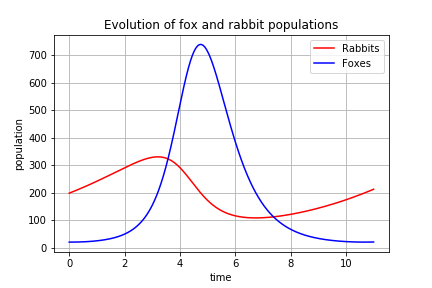 Evolution of fox and rabbit populations
Rabbits
Foxes
population
700
600
500
400
300
200
100
0
0 2 4 6 8 10
time